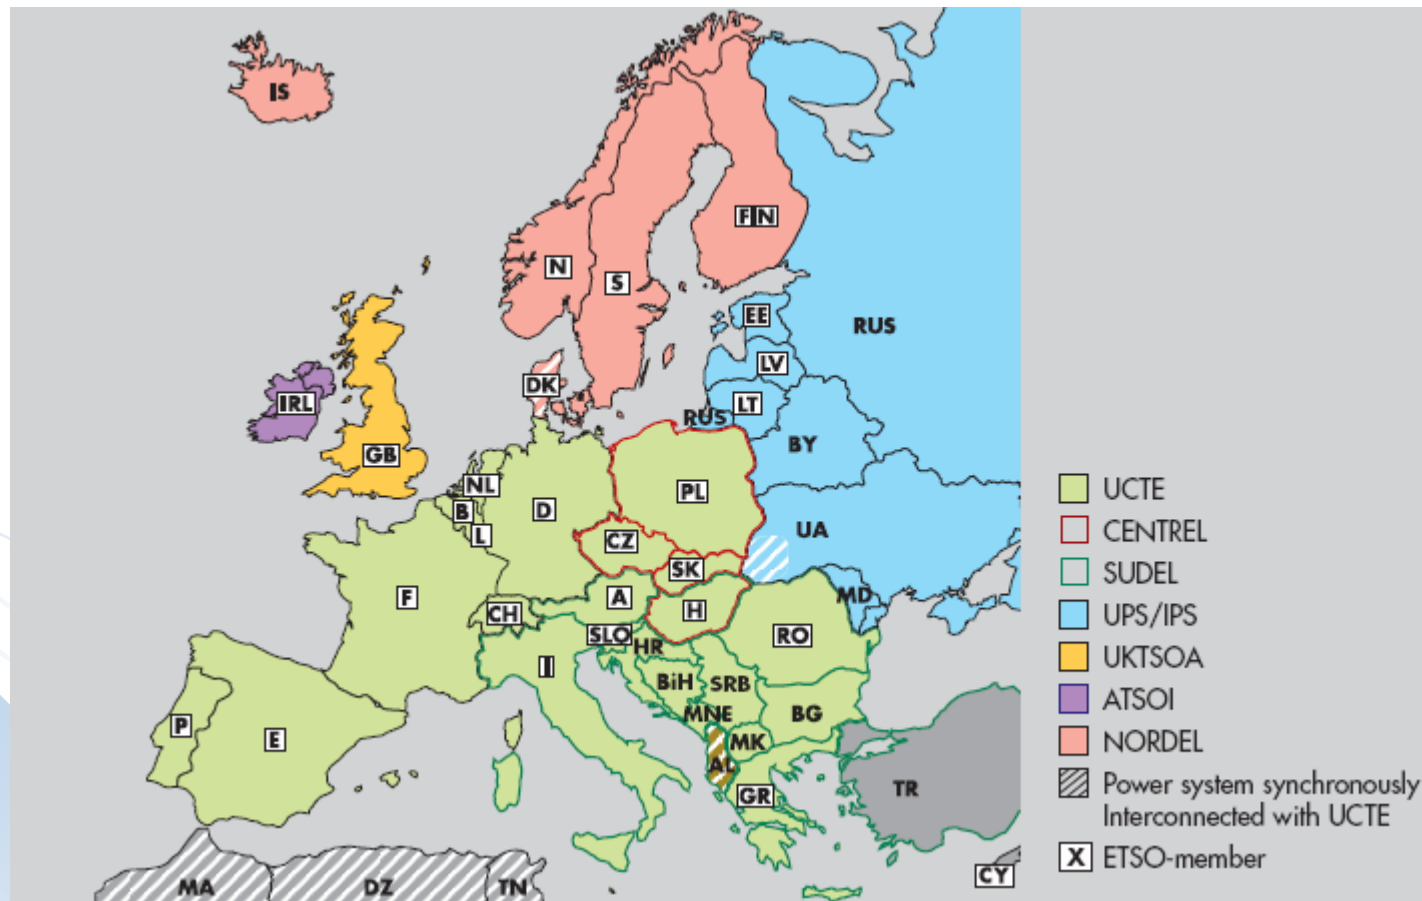 IS
FIN
N
S
EE
RUS
LV
DK
LT
IRL
RUS
BY
GB
NL
PL
B
D
UA
L
CZ
SK
A
MD
F
CH
H
SLO
RO
HR
I
BiH
SRB
MNE
BG
P
E
MK
AL
TR
GR
MA
DZ
TN
CY
UCTE
CENTREL
SUDEL
UPS/IPS
UKTSOA
ATSOI
NORDEL
Power system synchronously
Interconnected with UCTE
X ETSO-member